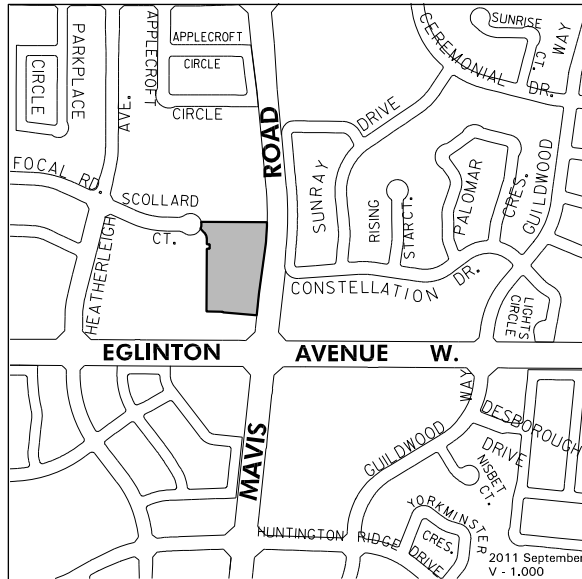 SUNRISE
CT.
WAY
CEREMONIAL DR.
APPLECROFT
APPLECROFT
CIRCLE
CIRCLE
PARKPLACE
CIRCLE
AVE.
DRIVE
ROAD
FOCAL RD.
SCOLLARD
CT.
HEATHERLEIGH
SUNRAY
RISING
STAR CT.
PALOMAR
CRES.
GUILDWOOD
CONSTELLATION DR.
LIGHTS
CIRCLE
EGLINTON AVENUE W.
MAVIS
GUILDWOOD
WAY
DESBOROUGH
DRIVE
NISBET
CT.
YORKMINSTER
CRES.
HUNTINGTON RIDGE DRIVE
2011 September
V - 1.000